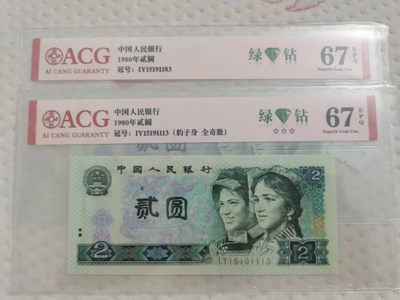 ACG
AI CANG GUARANTY
中国人民银行
1980年贰圆
冠号：IY15191183
绿 钻
67 EPQ
Superb Gem Unc
ACG
AI CANG GUARANTY
中国人民银行
1980年贰圆
冠号：IY15191113（豹子身 全奇数）
绿 钻
☆☆☆
67 EPQ
Superb Gem Unc
中国人民银行
2
贰圆
IY15191113
2
2